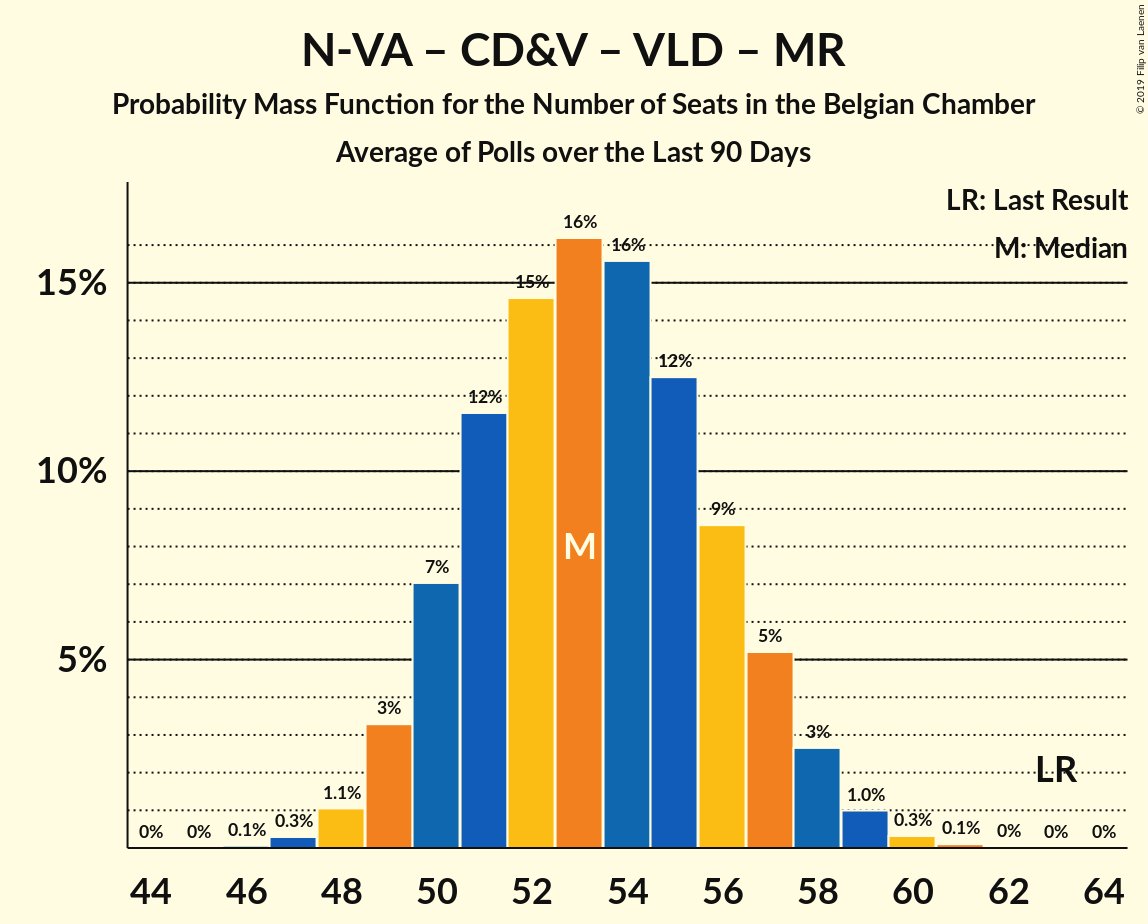 N-VA – CD&V – VLD – MR
Probability Mass Function for the Number of Seats in the Belgian Chamber
Average of Polls over the Last 90 Days
© 2019 Filip van Laenen
LR: Last Result
M: Median
15%
10%
5%
0%
0%
0.1%
0.3%
1.1%
3%
7%
12%
15%
16%
16%
12%
9%
5%
3%
1.0%
0.3%
0.1%
0%
0%
0%
M
LR
44 46 48 50 52 54 56 58 60 62 64